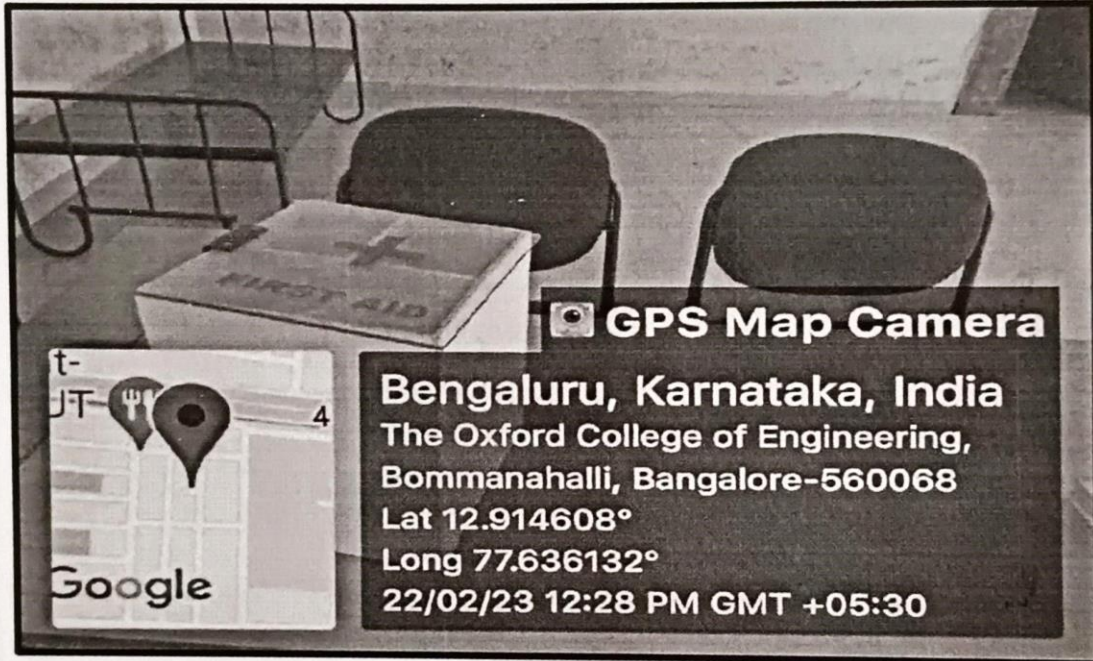 FIRST AID
GPS Map Camera
t-
JT
4
Google
Bengaluru, Karnataka, India
The Oxford College of Engineering,
Bommanahalli, Bangalore-560068
Lat 12.914608°
Long 77.636132°
22/02/23 12:28 PM GMT +05:30